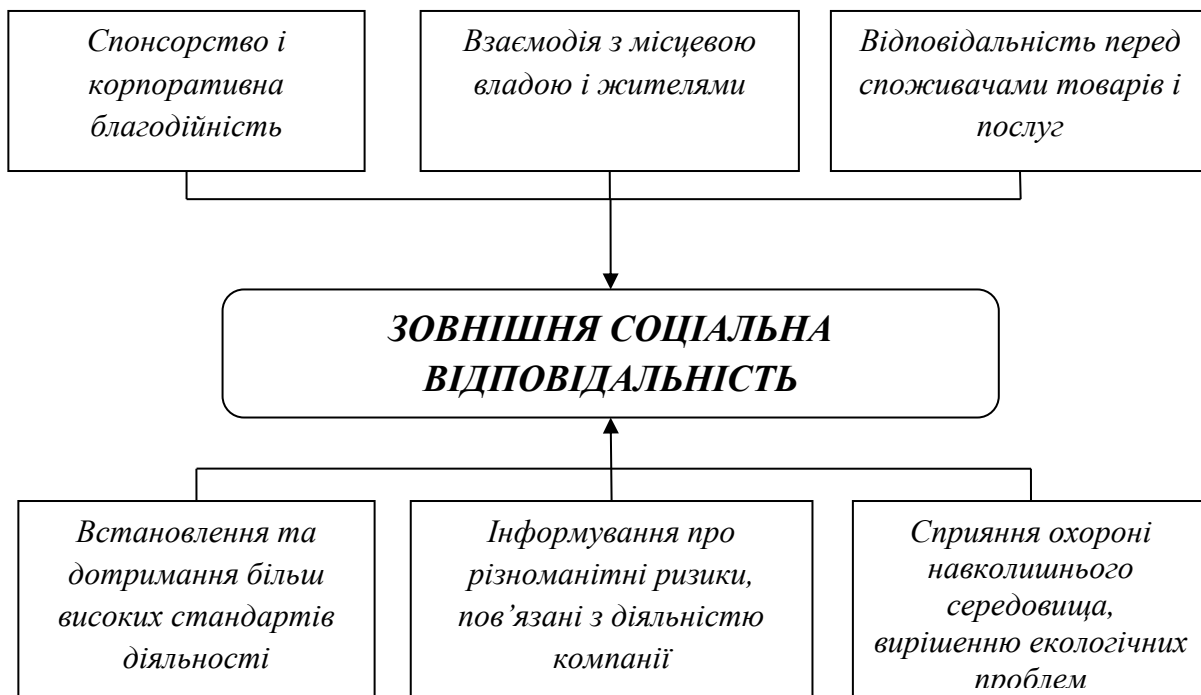 Спонсорство і
корпоративна
благодійність
Взаємодія з місцевою
владою і жителями
Відповідальність перед
споживачами товарів і
послуг
ЗОВНІШНЯ СОЦІАЛЬНА
ВІДПОВІДАЛЬНІСТЬ
Встановлення та
дотримання більш
високих стандартів
діяльності
Інформування про
різноманітні ризики,
пов’язані з діяльністю
компанії
Сприяння охороні
навколишнього
середовища,
вирішенню екологічних
проблем